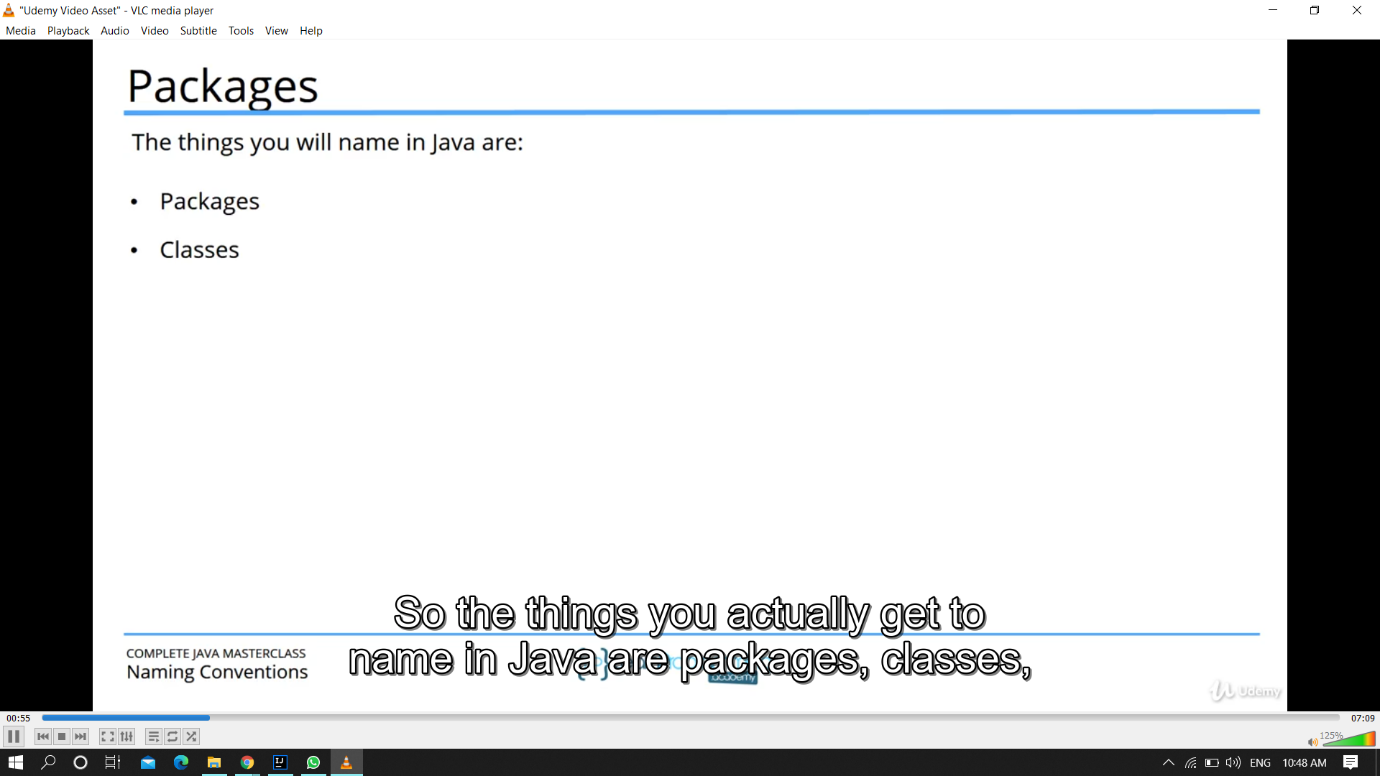 "Udemy Video Asset" - VLC media player
Media Playback Audio Video Subtitle Tools View Help
Packages
The things you will name in Java are:
• Packages
• Classes
So the things you actually get to
name in Java are packages, classes,
COMPLETE JAVA MASTERCLASS
Naming Conventions
academy
Udemy
00:55
07:09
125%
ENG
10:48 AM